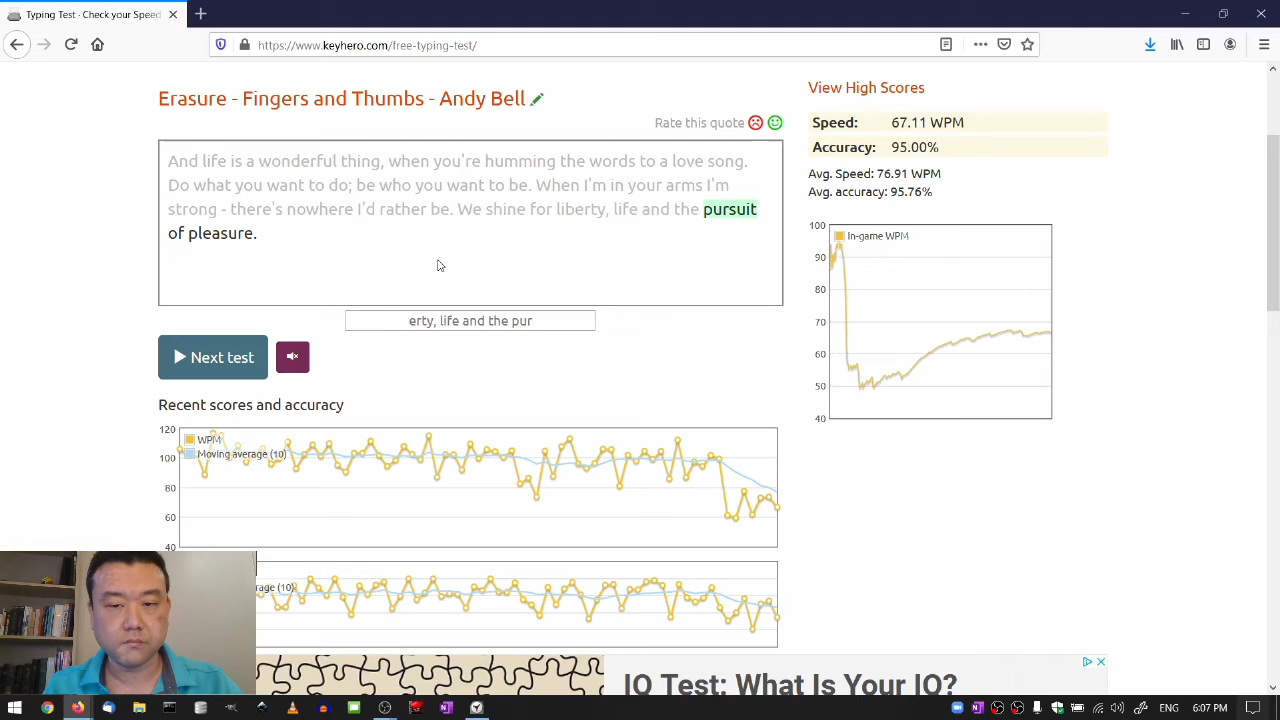 Typing Test - Check your Speed
https://www.keyhero.com/free-typing-test/
Erasure - Fingers and Thumbs - Andy Bell
Rate this quote
And life is a wonderful thing, when you're humming the words to a love song.
Do what you want to do; be who you want to be. When I'm in your arms I'm
strong - there's nowhere I'd rather be. We shine for liberty, life and the pursuit
of pleasure.
erty, life and the pur
Next test
Recent scores and accuracy
120
WPM
Moving average (10)
100
80
60
40
erage (10)
View High Scores
Speed: 67.11 WPM
Accuracy: 95.00%
Avg. Speed: 76.91 WPM
Avg. accuracy: 95.76%
100
In-game WPM
90
80
70
60
50
40
IQ Test: What Is Your IQ?
ENG
6:07 PM